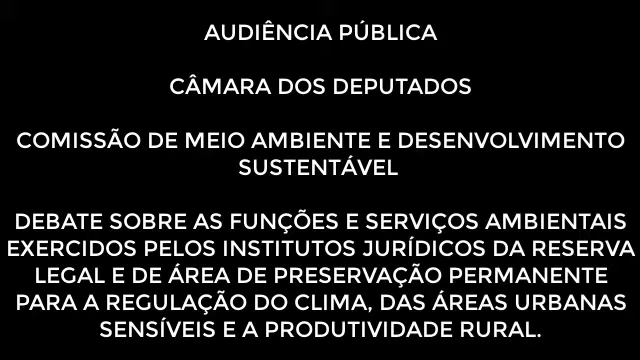 AUDIÊNCIA PÚBLICA
CÂMARA DOS DEPUTADOS
COMISSÃO DE MEIO AMBIENTE E DESENVOLVIMENTO
SUSTENTÁVEL
DEBATE SOBRE AS FUNÇÕES E SERVIÇOS AMBIENTAIS
EXERCIDOS PELOS INSTITUTOS JURÍDICOS DA RESERVA
LEGAL E DE ÁREA DE PRESERVAÇÃO PERMANENTE
PARA A REGULAÇÃO DO CLIMA, DAS ÁREAS URBANAS
SENSÍVEIS E A PRODUTIVIDADE RURAL.